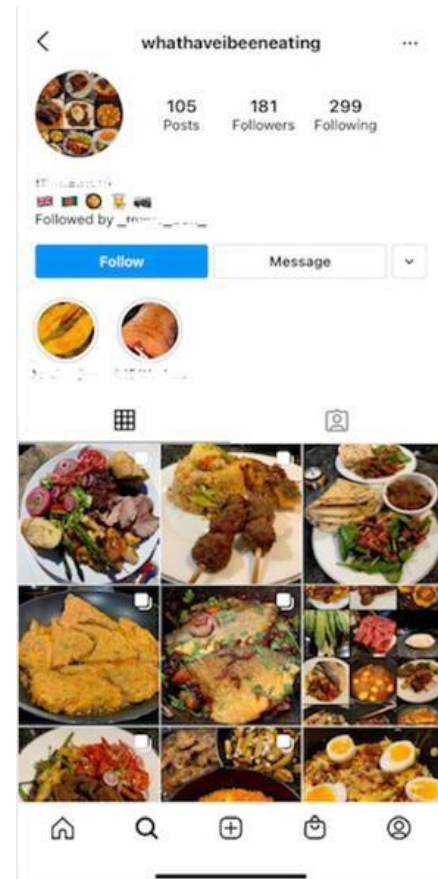 whathaveibeeneating
105 181 299
Posts Followers Following
Followed by
Follow Message